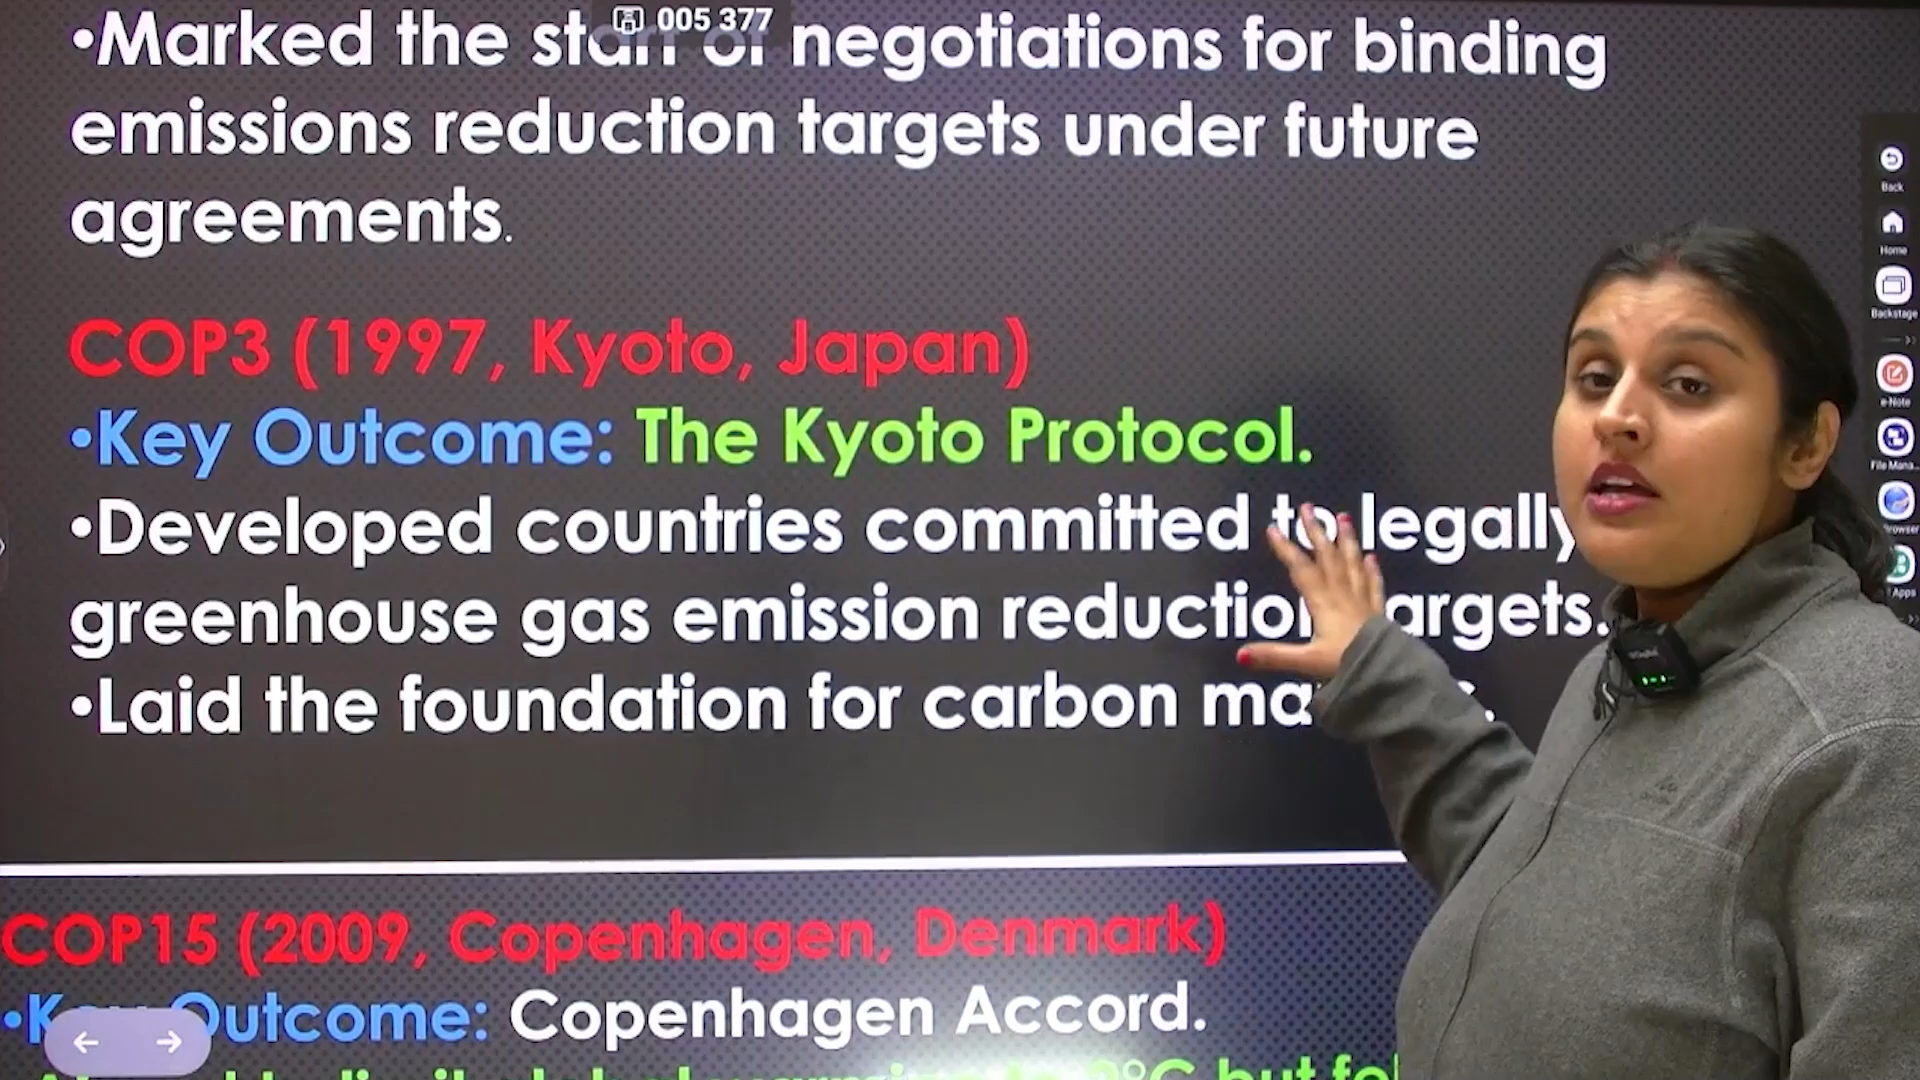 005 377
•Marked the start of negotiations for binding
emissions reduction targets under future
agreements.
COP3 (1997, Kyoto, Japan)
•Key Outcome: The Kyoto Protocol.
•Developed countries committed to legally
greenhouse gas emission reduction targets.
•Laid the foundation for carbon
COP15 (2009, Copenhagen, Denmark)
•Key Outcome: Copenhagen Accord.
but
Back
Home
Backstage
e-Note
File Mana...
Browser
Apps